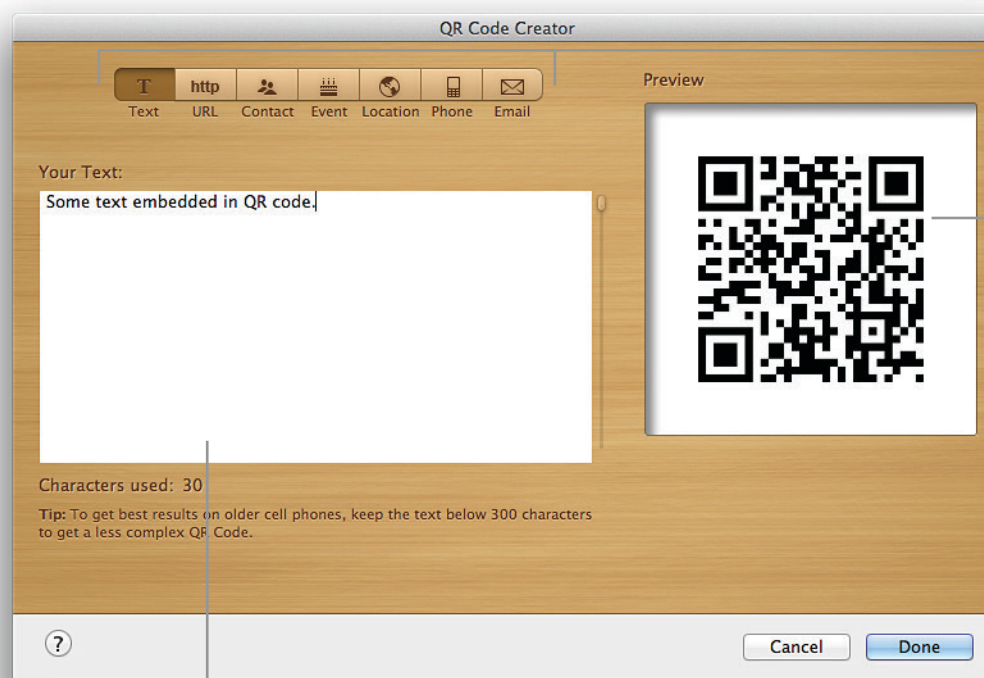 QR Code Creator
T
http
Text
URL
Contact
Event
Location
Phone
Email
Preview
Your Text:
Some text embedded in QR code.
Characters used: 30
Tip: To get best results on older cell phones, keep the text below 300 characters
to get a less complex QR Code.
?
Cancel
Done